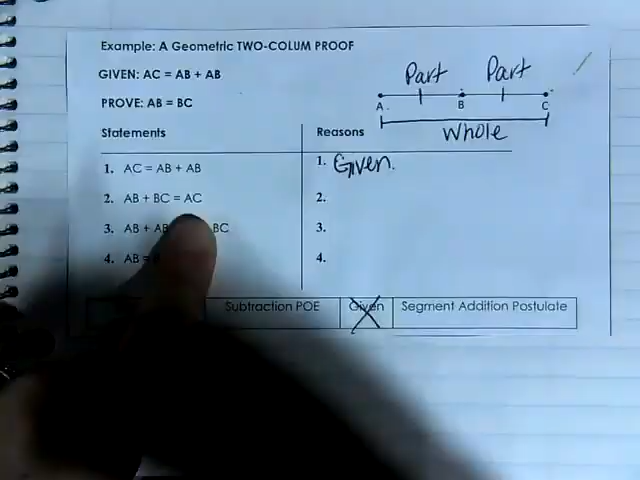 Example: A Geometric TWO-COLUM PROOF
GIVEN: AC = AB + AB
PROVE: AB = BC
Part Part
A B C
Whole
Statements Reasons
1. AC = AB + AB 1. Given.
2. AB + BC = AC 2.
3. AB + AB BC 3.
4. AB = 4.
Subtraction POE Given Segment Addition Postulate